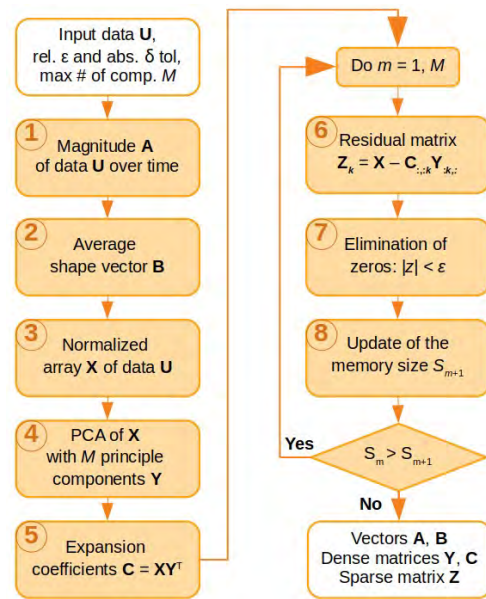 Input data U,
rel. ε and abs. δ tol,
max # of comp. M
1
Magnitude A
of data U over time
2
Average
shape vector B
3
Normalized
array X of data U
4
PCA of X
with M principle
components Y
5
Expansion
coefficients C = XYᵀ
Do m = 1, M
6
Residual matrix
Zₖ = X – C:,:k Y:k,:
7
Elimination of
zeros: |z| < ε
8
Update of the
memory size Sₘ₊₁
Yes
Sₘ > Sₘ₊₁
No
Vectors A, B
Dense matrices Y, C
Sparse matrix Z